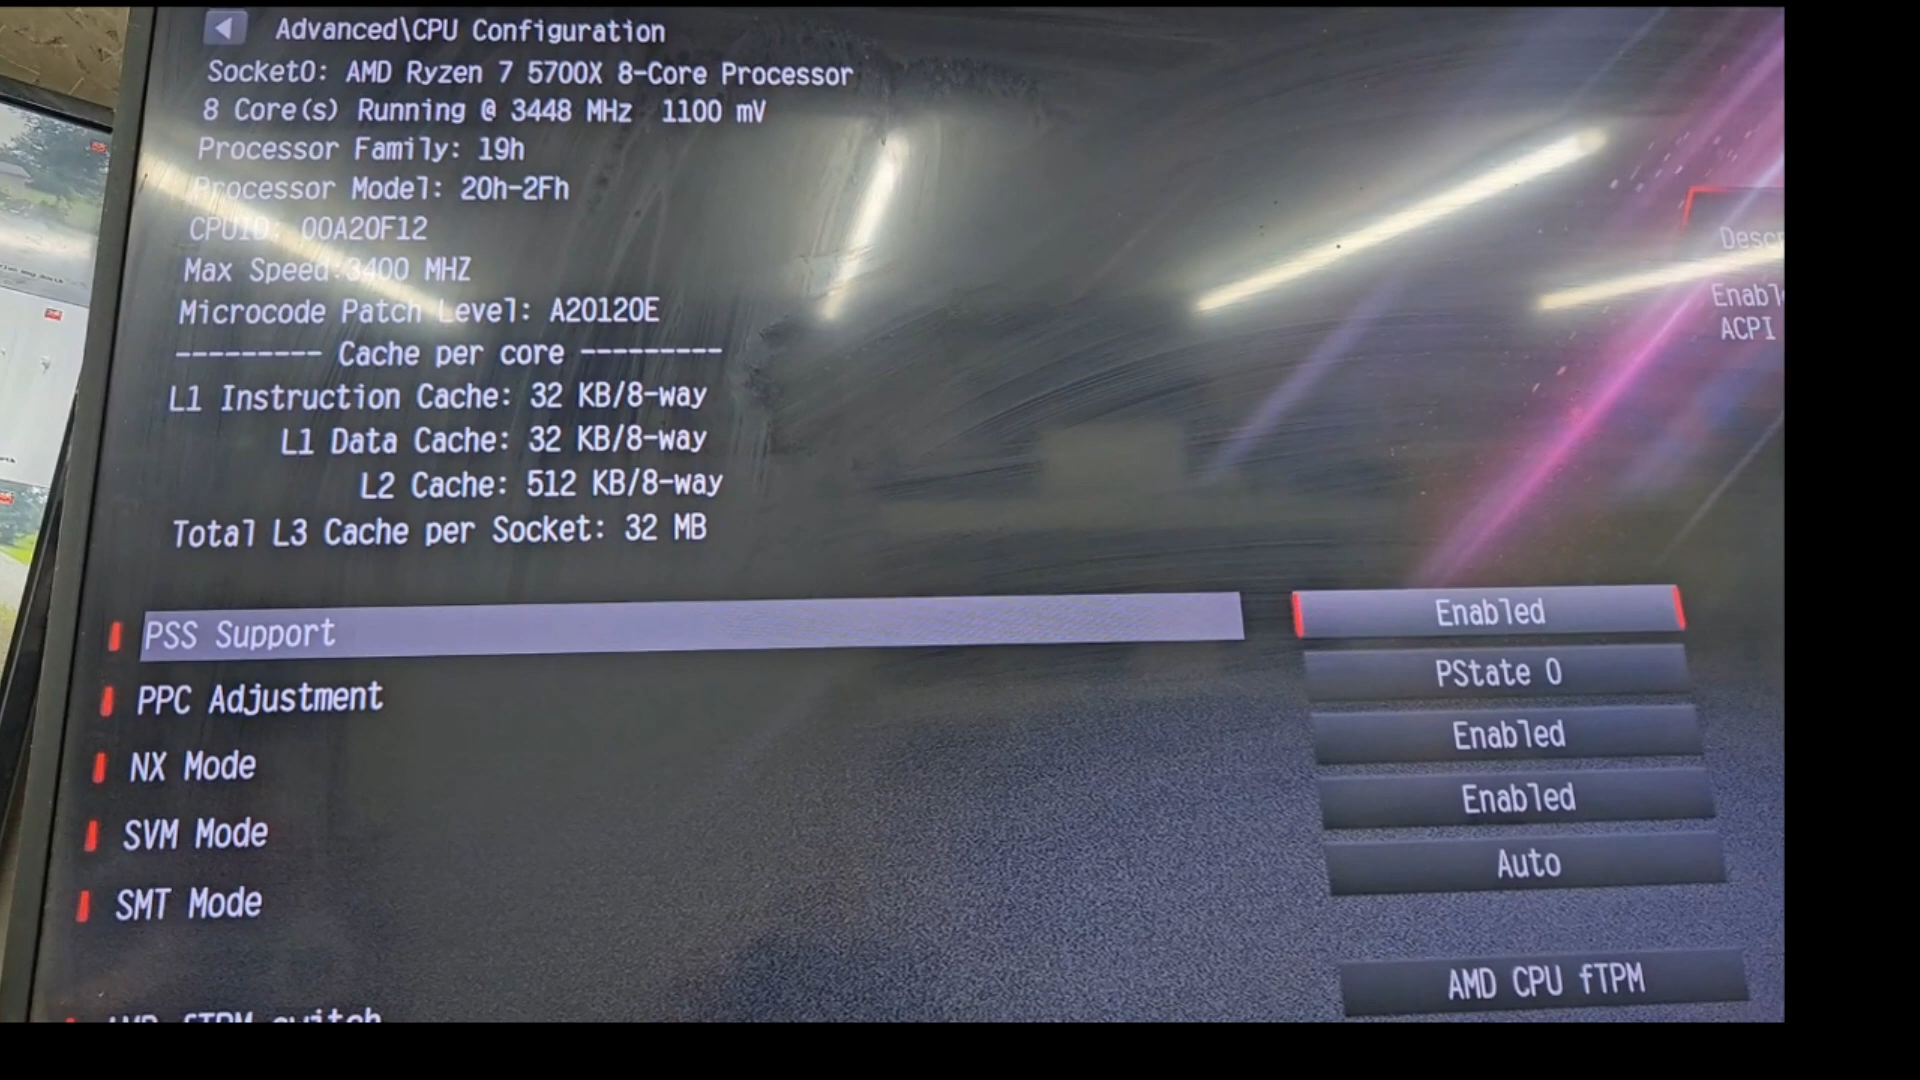 Advanced\CPU Configuration
Socket0: AMD Ryzen 7 5700X 8-Core Processor
8 Core(s) Running @ 3448 MHz 1100 mV
Processor Family: 19h
Processor Model: 20h-2Fh
CPUID: 00A20F12
Max Speed:3400 MHZ
Microcode Patch Level: A20120E
--------- Cache per core ---------
L1 Instruction Cache: 32 KB/8-way
L1 Data Cache: 32 KB/8-way
L2 Cache: 512 KB/8-way
Total L3 Cache per Socket: 32 MB
PSS Support Enabled
PPC Adjustment PState 0
NX Mode Enabled
SVM Mode Enabled
SMT Mode Auto
AMD fTPM switch AMD CPU fTPM
ACPI